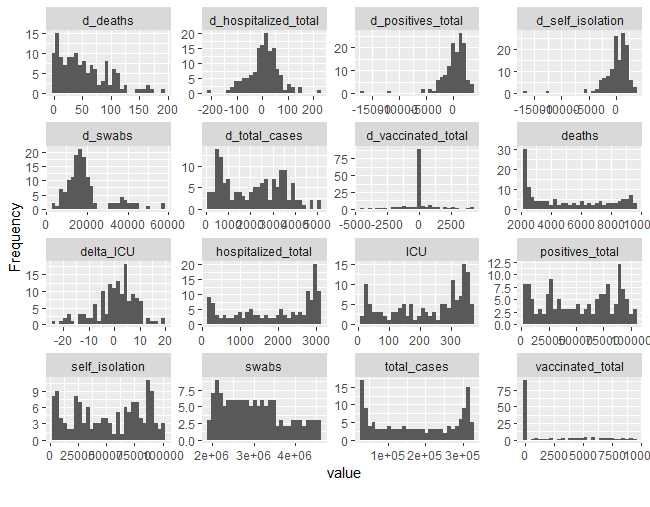 d_deaths d_hospitalized_total d_positives_total d_self_isolation
15 10 5 0 20 15 10 5 0 20 10 0 20 10 0
0 50 100 150 200 -200 -100 0 100 200 -15000 -10000 -5000 0 -15000 -10000 -5000 0
d_swabs d_total_cases d_vaccinated_total deaths
20 15 10 5 0 10 5 0 75 50 25 0 30 20 10 0
0 20000 40000 60000 0 1000 2000 3000 4000 5000 -5000 -2500 0 2500 2000 4000 6000 8000 10000
Frequency
delta_ICU hospitalized_total ICU positives_total
15 10 5 0 20 15 10 5 0 15 10 5 0 12.5 10.0 7.5 5.0 2.5 0.0
-20 -10 0 10 20 0 1000 2000 3000 0 100 200 300 0 25000 50000 75000 100000
self_isolation swabs total_cases vaccinated_total
9 6 3 0 7.5 5.0 2.5 0.0 15 10 5 0 75 50 25 0
0 25000 50000 75000 100000 2e+06 3e+06 4e+06 1e+05 2e+05 3e+05 0 2500 5000 7500 10000
value